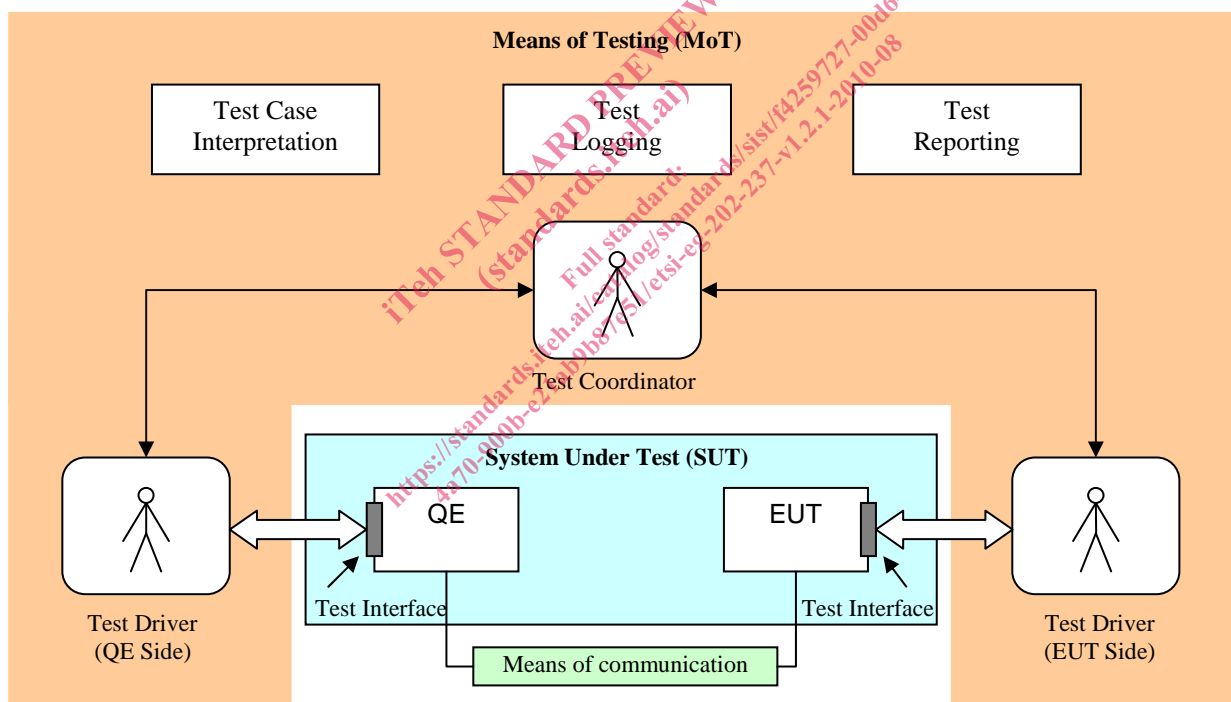 Means of Testing (MoT)
Test Case
Interpretation
Test
Logging
Test
Reporting
Test Coordinator
System Under Test (SUT)
QE
EUT
Test Interface
Test Interface
Test Driver
(QE Side)
Test Driver
(EUT Side)
Means of communication
iTeh STANDARD PREVIEW
(standards.iteh.ai)
Full standard:
https://standards.iteh.ai/catalog/standards/sist/f4259727-00d6-
4a70-900b-e21ab9b87e51/etsi-eg-202-237-v1.2.1-2010-08